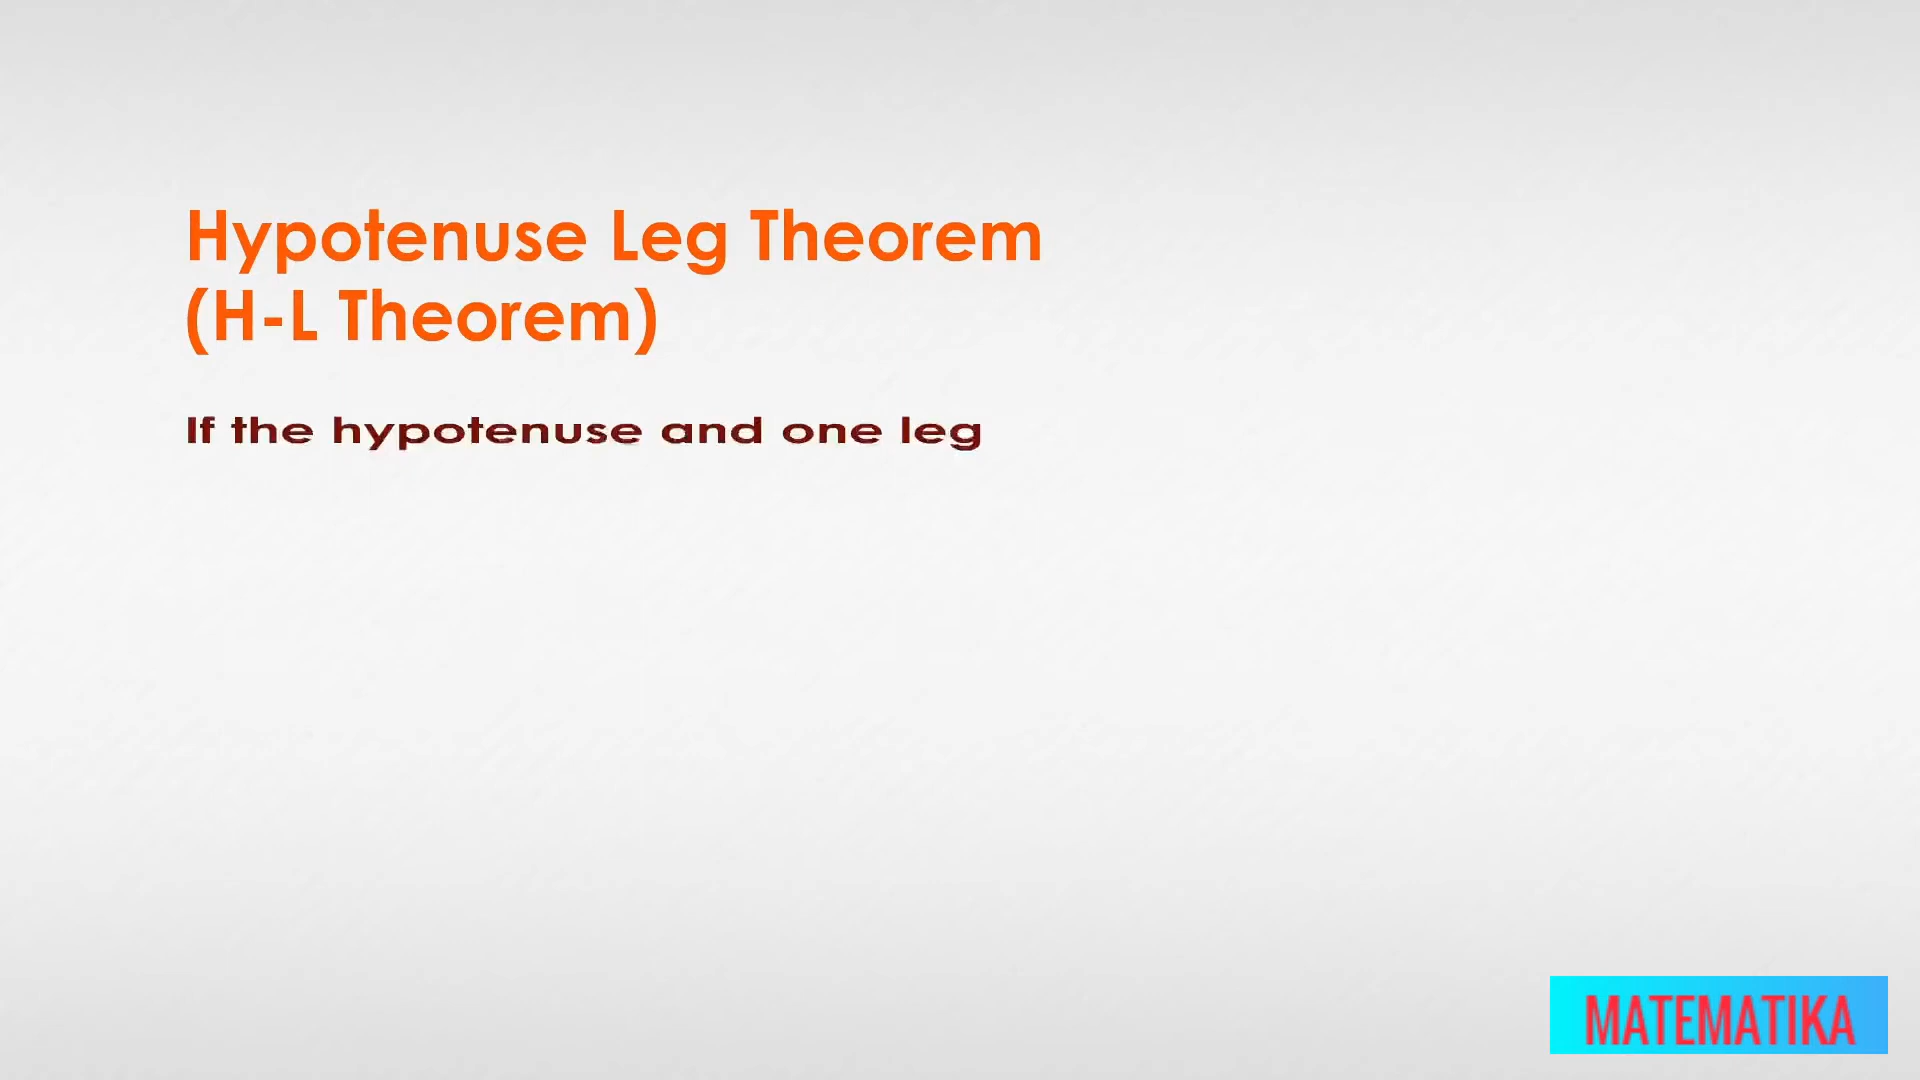 Hypotenuse Leg Theorem
(H-L Theorem)
If the hypotenuse and one leg
MATEMATIKA